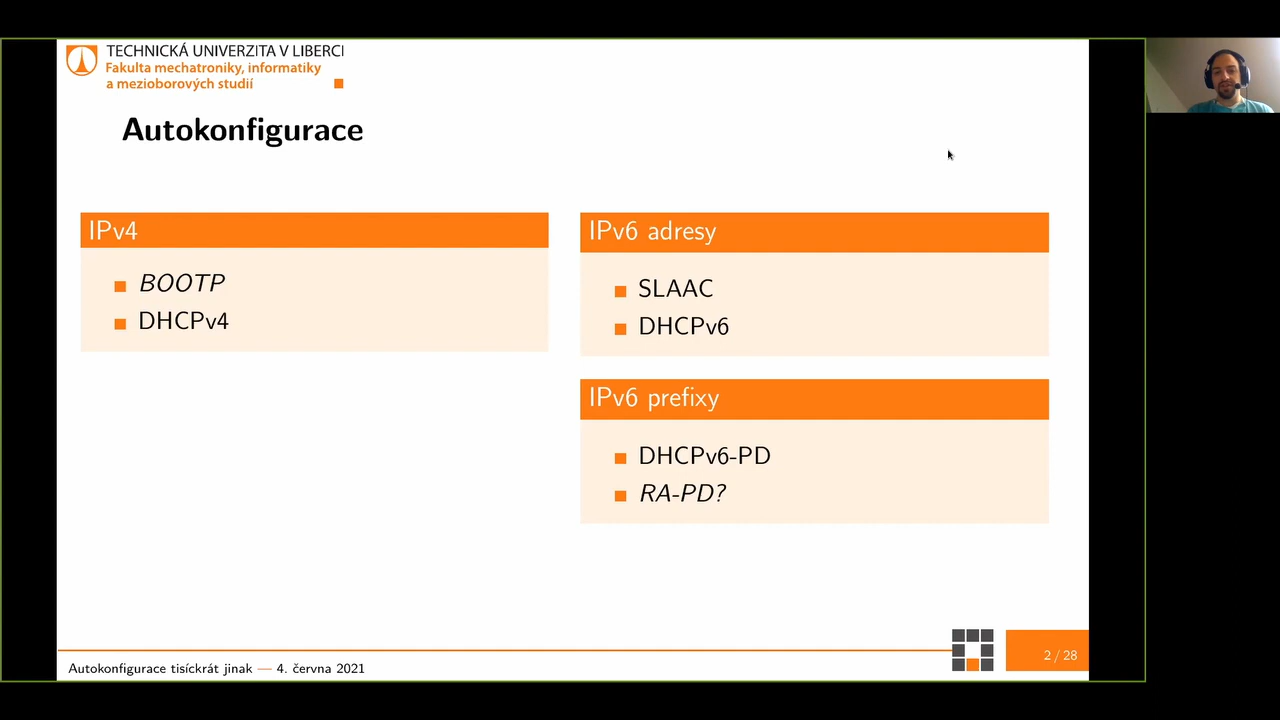 TECHNICKÁ UNIVERZITA V LIBERCI
Fakulta mechatroniky, informatiky
a mezioborových studií
Autokonfigurace
IPv4
BOOTP
DHCPv4
IPv6 adresy
SLAAC
DHCPv6
IPv6 prefixy
DHCPv6-PD
RA-PD?
Autokonfigurace tisíckrát jinak — 4. června 2021
2 / 28